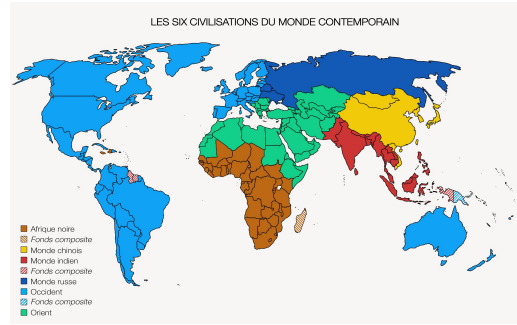 LES SIX CIVILISATIONS DU MONDE CONTEMPORAIN
Afrique noire
Fonds composite
Monde chinois
Monde indien
Fonds composite
Monde russe
Occident
Fonds composite
Orient